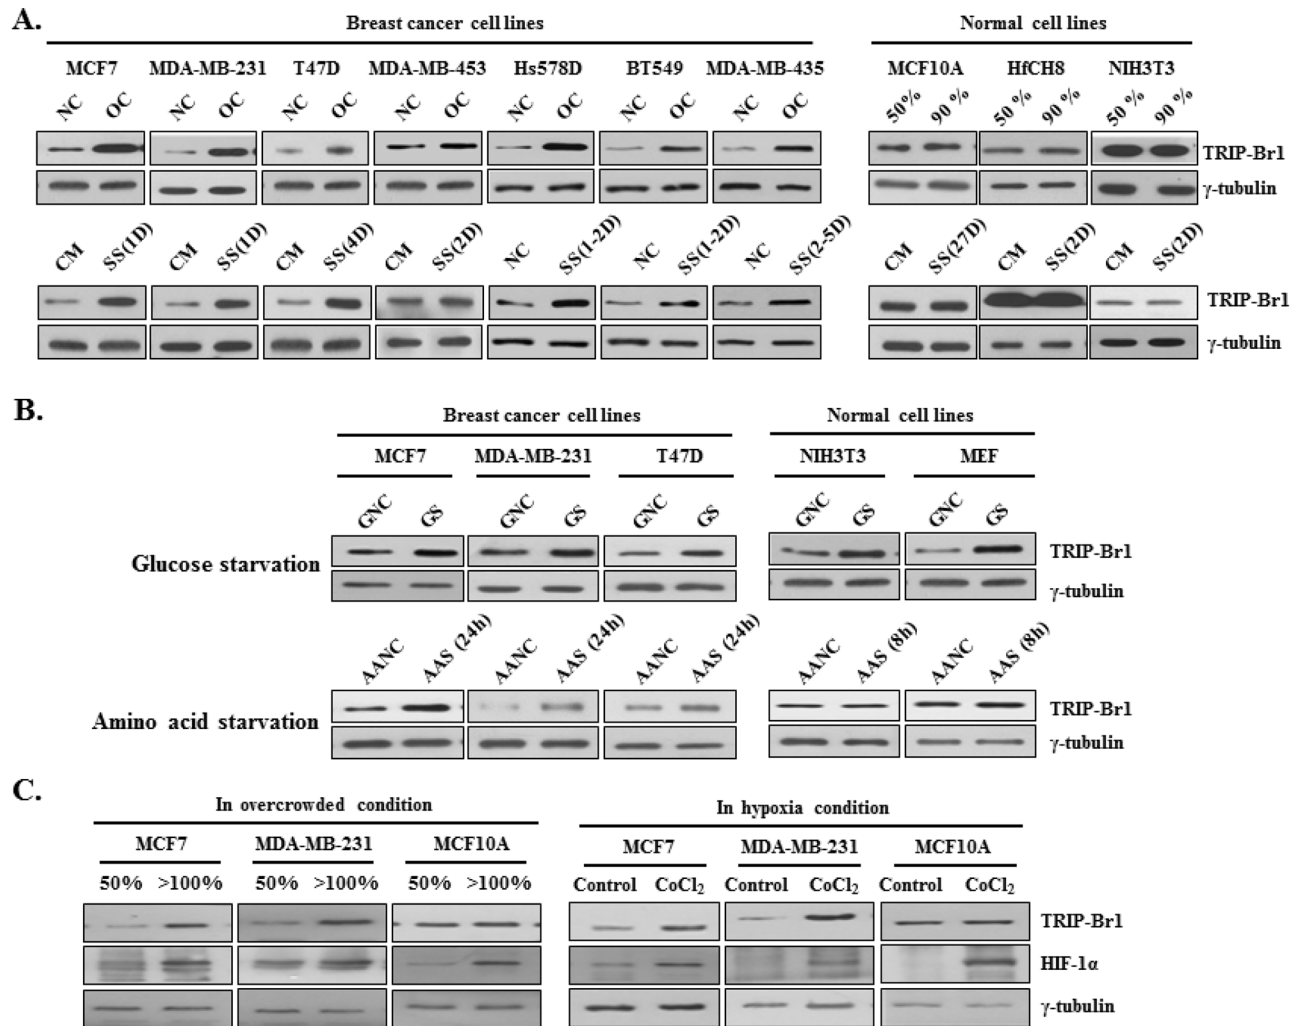 A.
Breast cancer cell lines Normal cell lines
MCF7 MDA-MB-231 T47D MDA-MB-453 Hs578D BT549 MDA-MB-435 MCF10A HfCH8 NIH3T3
NC OC NC OC NC OC NC OC NC OC NC OC NC OC 50% 90% 50% 90% 50% 90%
TRIP-Br1
γ-tubulin
CM SS(1D) CM SS(1D) CM SS(4D) CM SS(2D) NC SS(1-2D) NC SS(1-2D) NC SS(2-5D) CM SS(27D) CM SS(2D) CM SS(2D)
TRIP-Br1
γ-tubulin
B.
Breast cancer cell lines Normal cell lines
MCF7 MDA-MB-231 T47D NIH3T3 MEF
GNC GS GNC GS GNC GS GNC GS GNC GS
Glucose starvation TRIP-Br1
γ-tubulin
AANC AAS (24h) AANC AAS (24h) AANC AAS (24h) AANC AAS (8h) AANC AAS (8h)
Amino acid starvation TRIP-Br1
γ-tubulin
C.
In overcrowded condition In hypoxia condition
MCF7 MDA-MB-231 MCF10A MCF7 MDA-MB-231 MCF10A
50% >100% 50% >100% 50% >100% Control CoCl₂ Control CoCl₂ Control CoCl₂
TRIP-Br1
HIF-1α
γ-tubulin